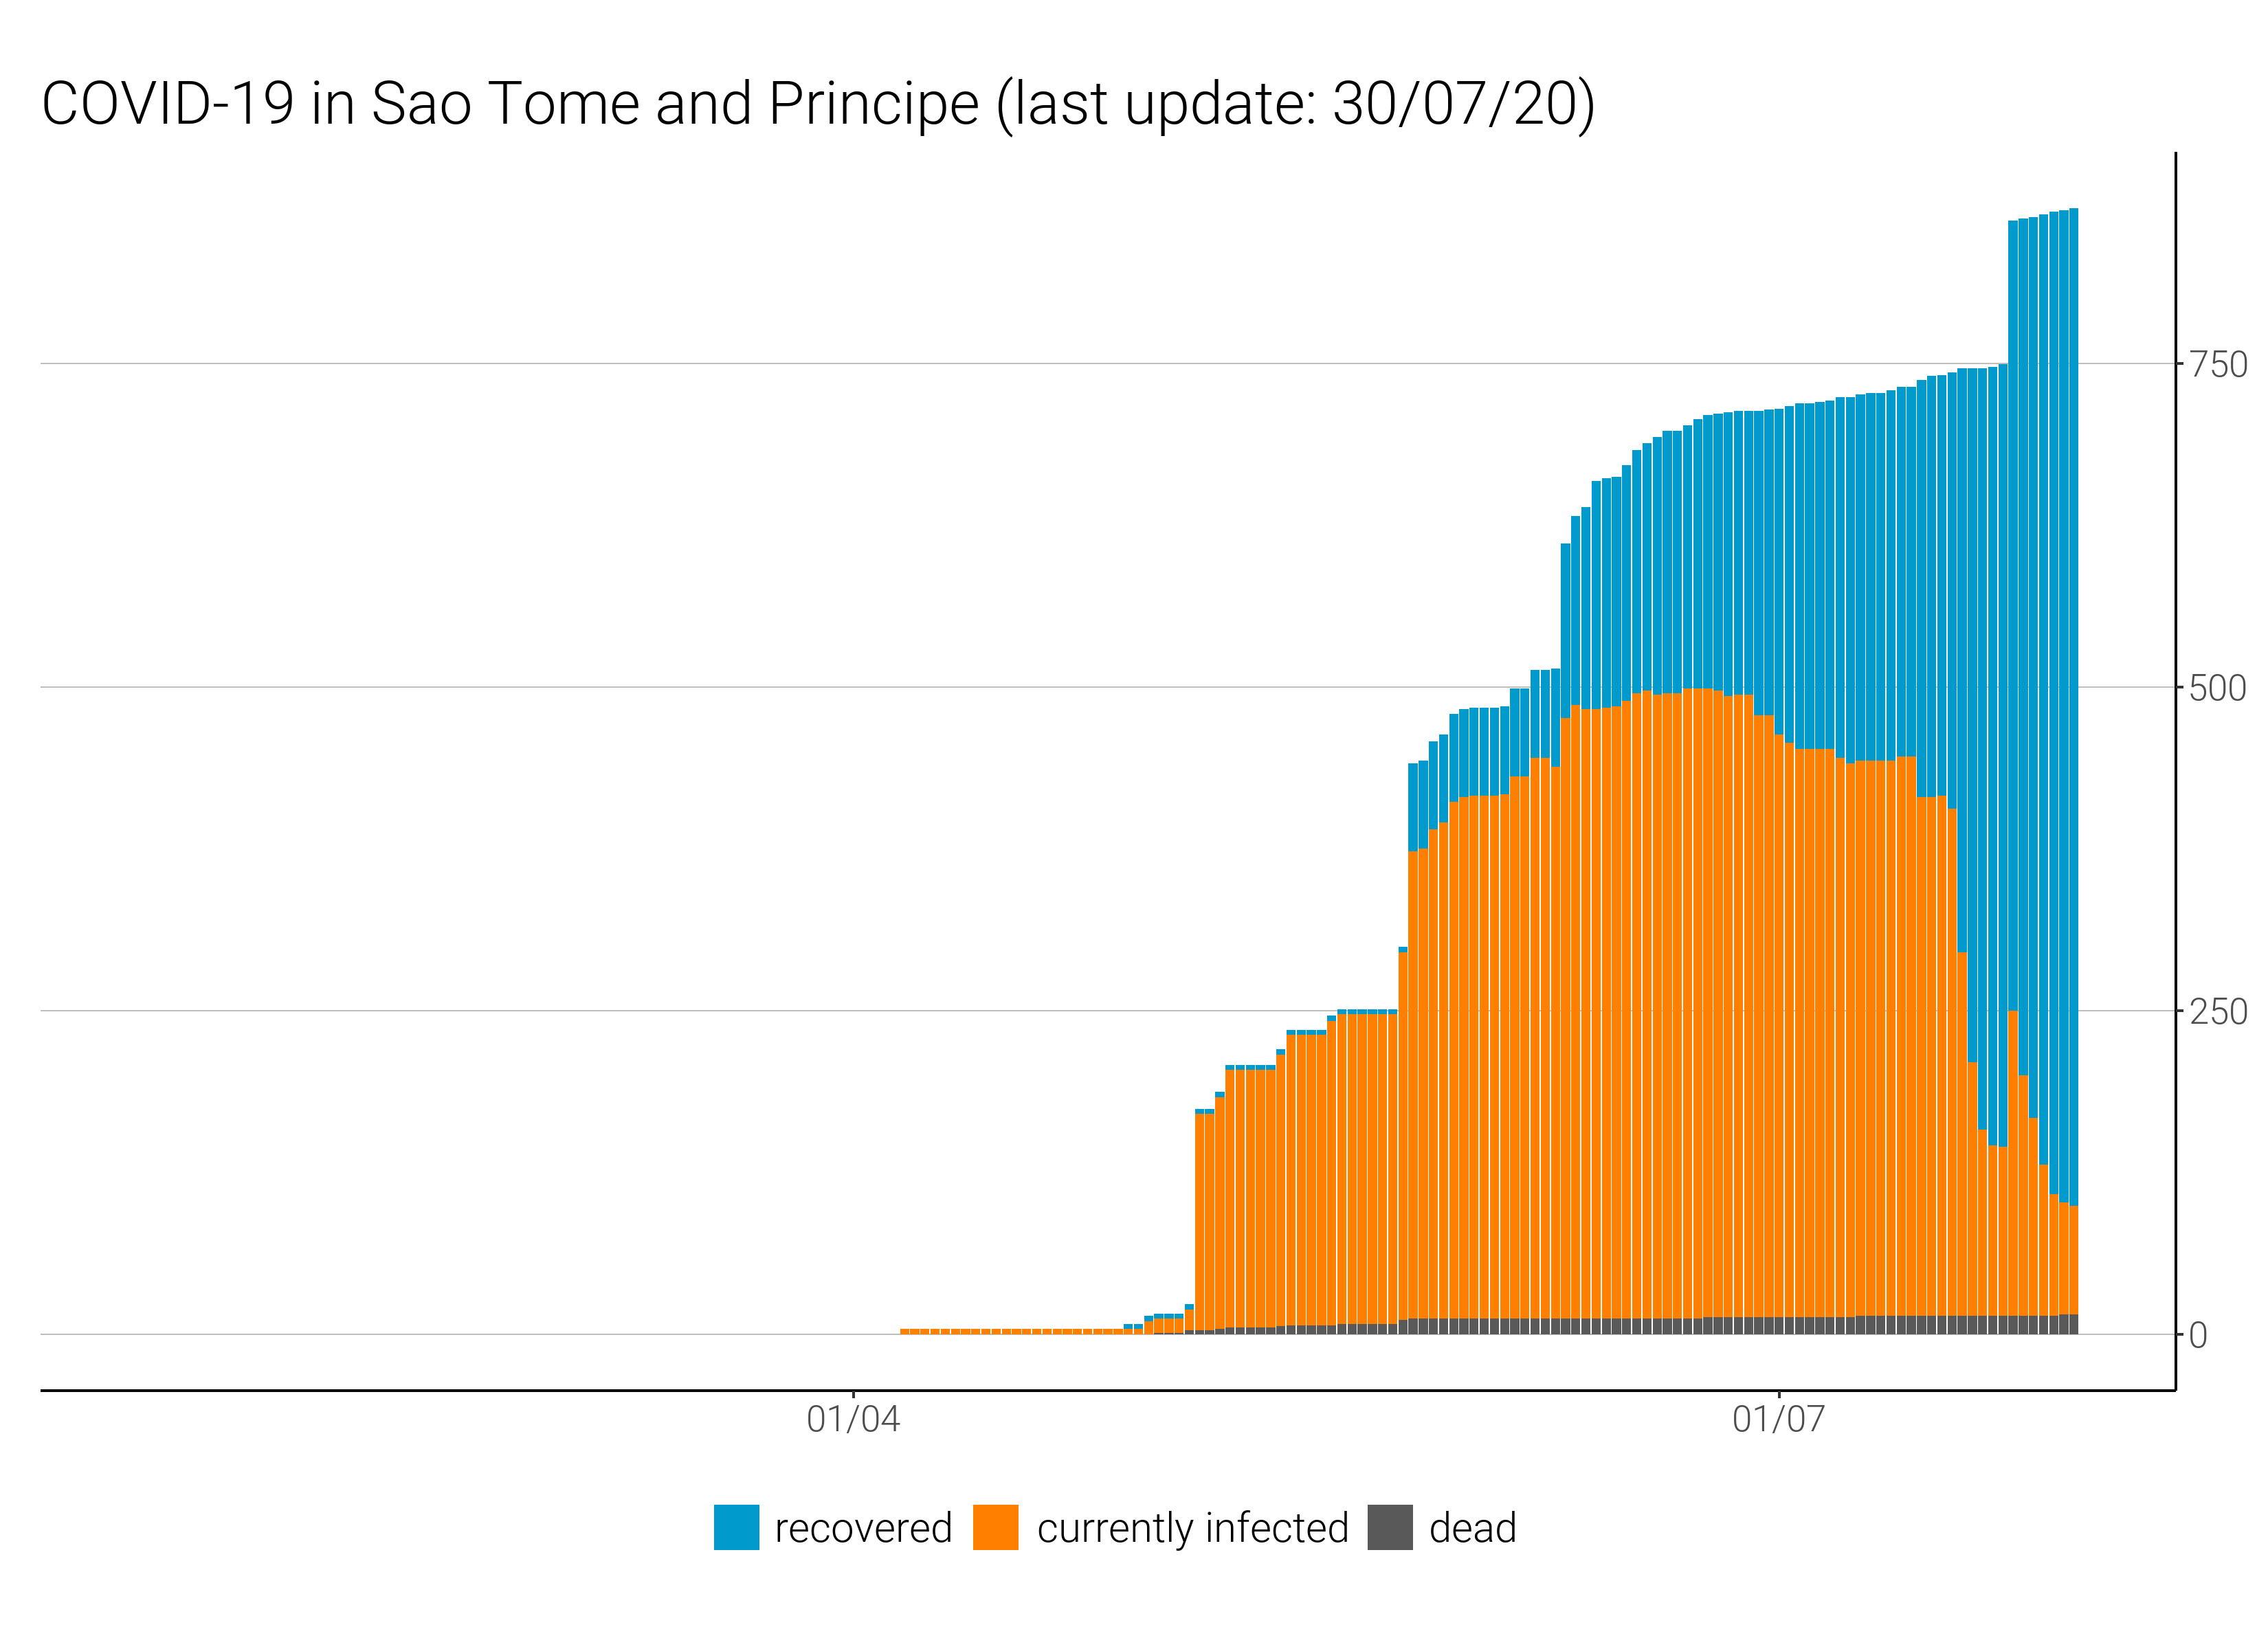 COVID-19 in Sao Tome and Principe (last update: 30/07/20)
750
500
250
0
01/04 01/07
recovered currently infected dead